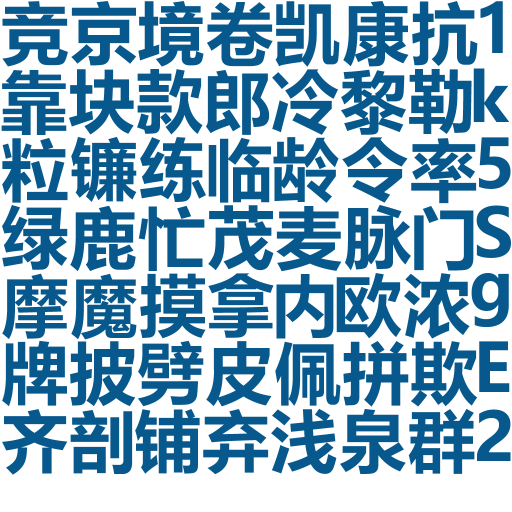 竞京境卷凯康抗1
靠块款郎冷黎勒k
粒镰练临龄令率5
绿鹿忙茂麦脉门S
摩魔摸拿内欧浓g
牌披劈皮佩拼欺E
齐剖铺弃浅泉群2